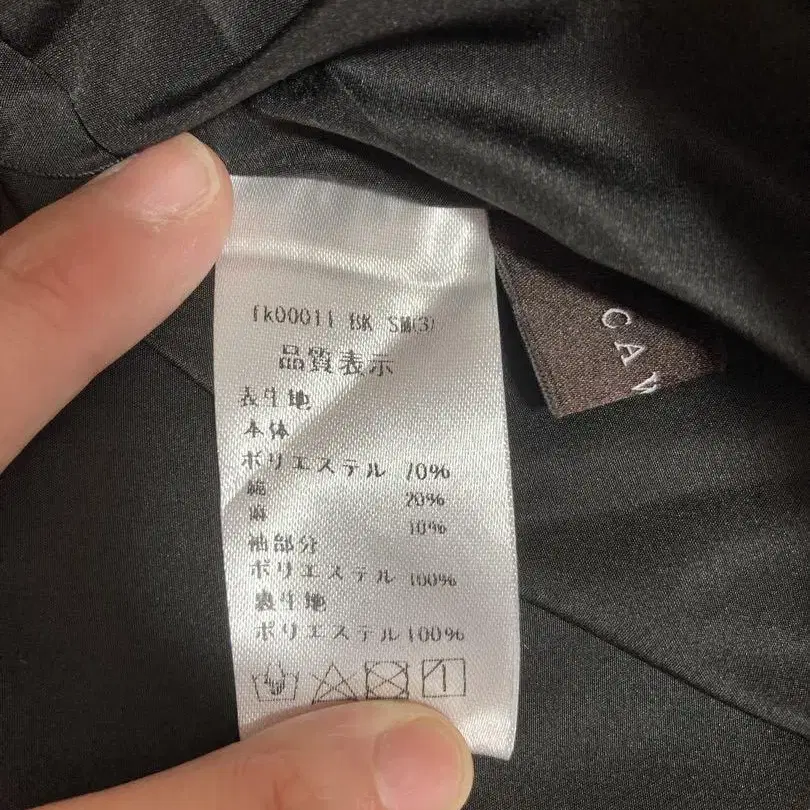 fk00011 BK SM(3)
品質表示
表生地
本体
ポリエステル 70%
綿 20%
麻 10%
袖部分
ポリエステル 100%
裏生地
ポリエステル 100%
CAW